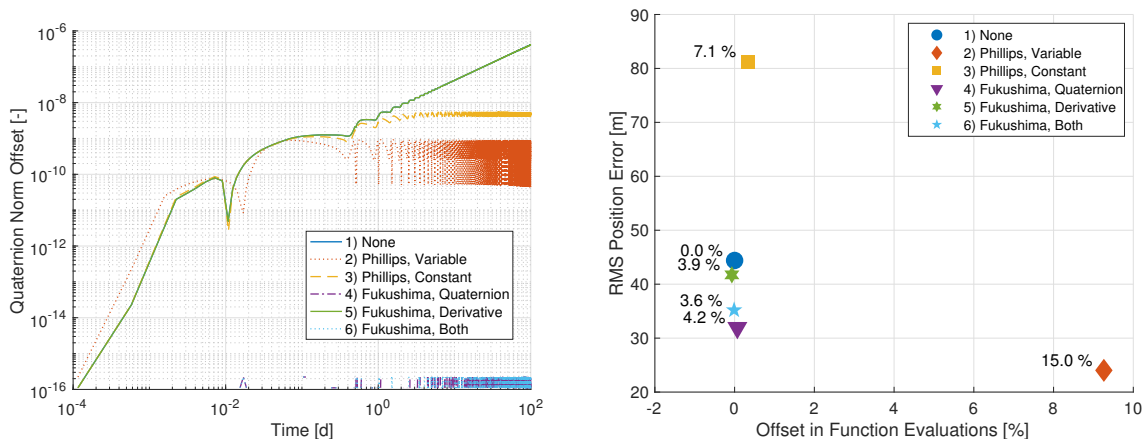 10^-6
10^-8
10^-10
10^-12
10^-14
10^-16
Quaternion Norm Offset [-]
1) None
2) Phillips, Variable
3) Phillips, Constant
4) Fukushima, Quaternion
5) Fukushima, Derivative
6) Fukushima, Both
10^-4
10^-2
10^0
10^2
Time [d]
90
80
70
60
50
40
30
20
RMS Position Error [m]
7.1 %
1) None
2) Phillips, Variable
3) Phillips, Constant
4) Fukushima, Quaternion
5) Fukushima, Derivative
6) Fukushima, Both
0.0 %
3.9 %
3.6 %
4.2 %
15.0 %
-2
0
2
4
6
8
10
Offset in Function Evaluations [%]